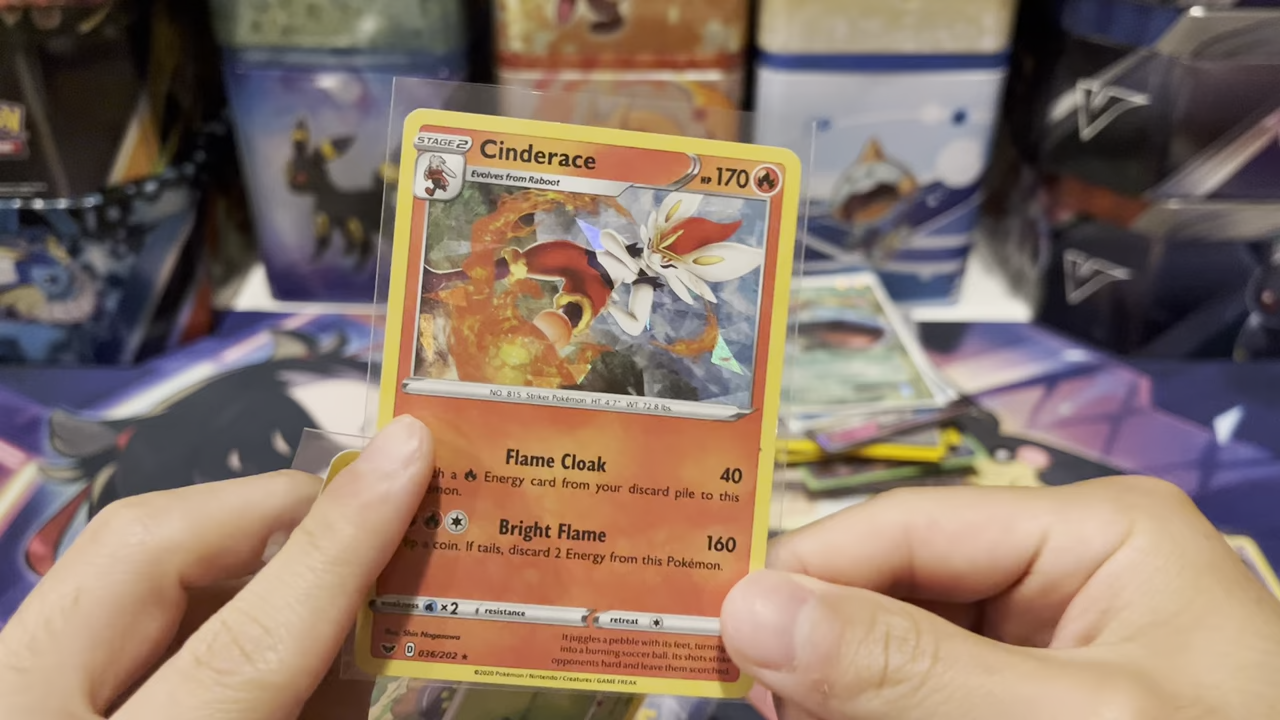 STAGE 2
Cinderace
HP 170
Evolves from Raboot
NO. 815 Striker Pokémon HT: 4'7" WT: 72.8 lbs.
Flame Cloak 40
a Energy card from your discard pile to this
Bright Flame 160
a coin. If tails, discard 2 Energy from this Pokémon.
weakness ×2 resistance retreat
Illus. Shin Nagasawa
D 036/202
It juggles a pebble with its feet, turning
into a burning soccer ball. Its shots strike
opponents hard and leave them scorched.
©2020 Pokémon / Nintendo / Creatures / GAME FREAK